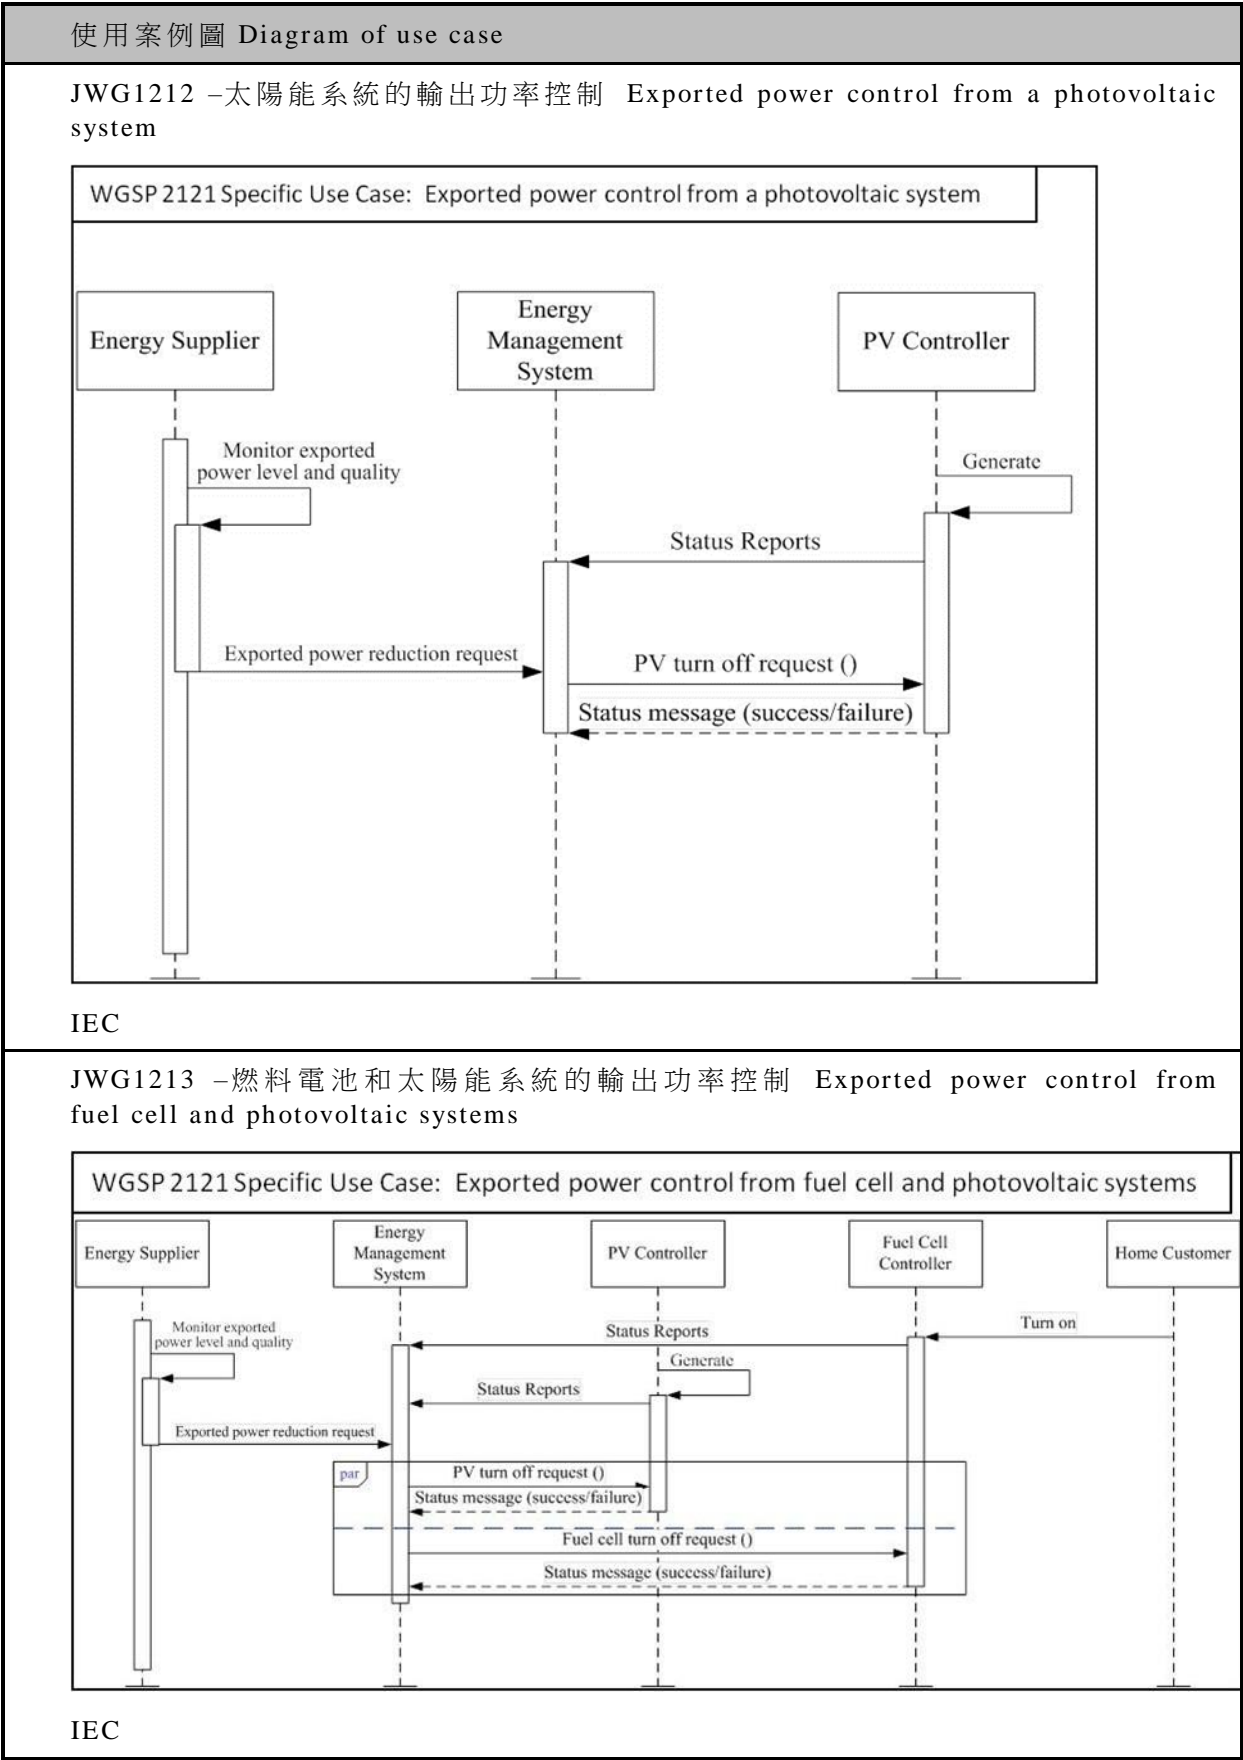 使用案例圖 Diagram of use case
JWG1212 –太陽能系統的輸出功率控制 Exported power control from a photovoltaic
system
WGSP 2121 Specific Use Case: Exported power control from a photovoltaic system
Energy Supplier
Energy
Management
System
PV Controller
Monitor exported
power level and quality
Generate
Status Reports
Exported power reduction request
PV turn off request ()
Status message (success/failure)
IEC
JWG1213 –燃料電池和太陽能系統的輸出功率控制 Exported power control from
fuel cell and photovoltaic systems
WGSP 2121 Specific Use Case: Exported power control from fuel cell and photovoltaic systems
Energy Supplier
Energy
Management
System
PV Controller
Fuel Cell
Controller
Home Customer
Monitor exported
power level and quality
Status Reports
Turn on
Generate
Status Reports
Exported power reduction request
par
PV turn off request ()
Status message (success/failure)
Fuel cell turn off request ()
Status message (success/failure)
IEC